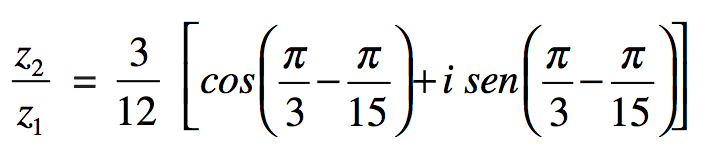 z₂/z₁ = 3/12 [cos(π/3 − π/15) + i sen(π/3 − π/15)]